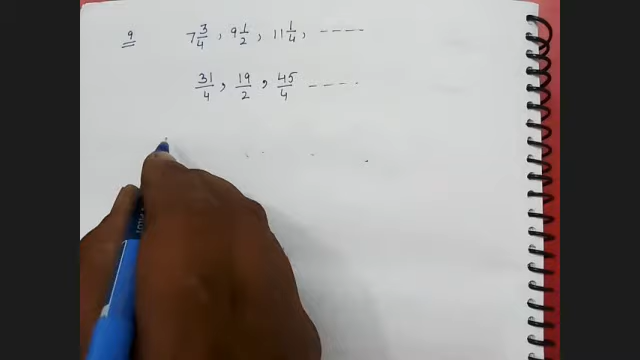 9 7 3/4 , 9 1/2 , 11 1/4 , ----
31/4 , 19/2 , 45/4 ----